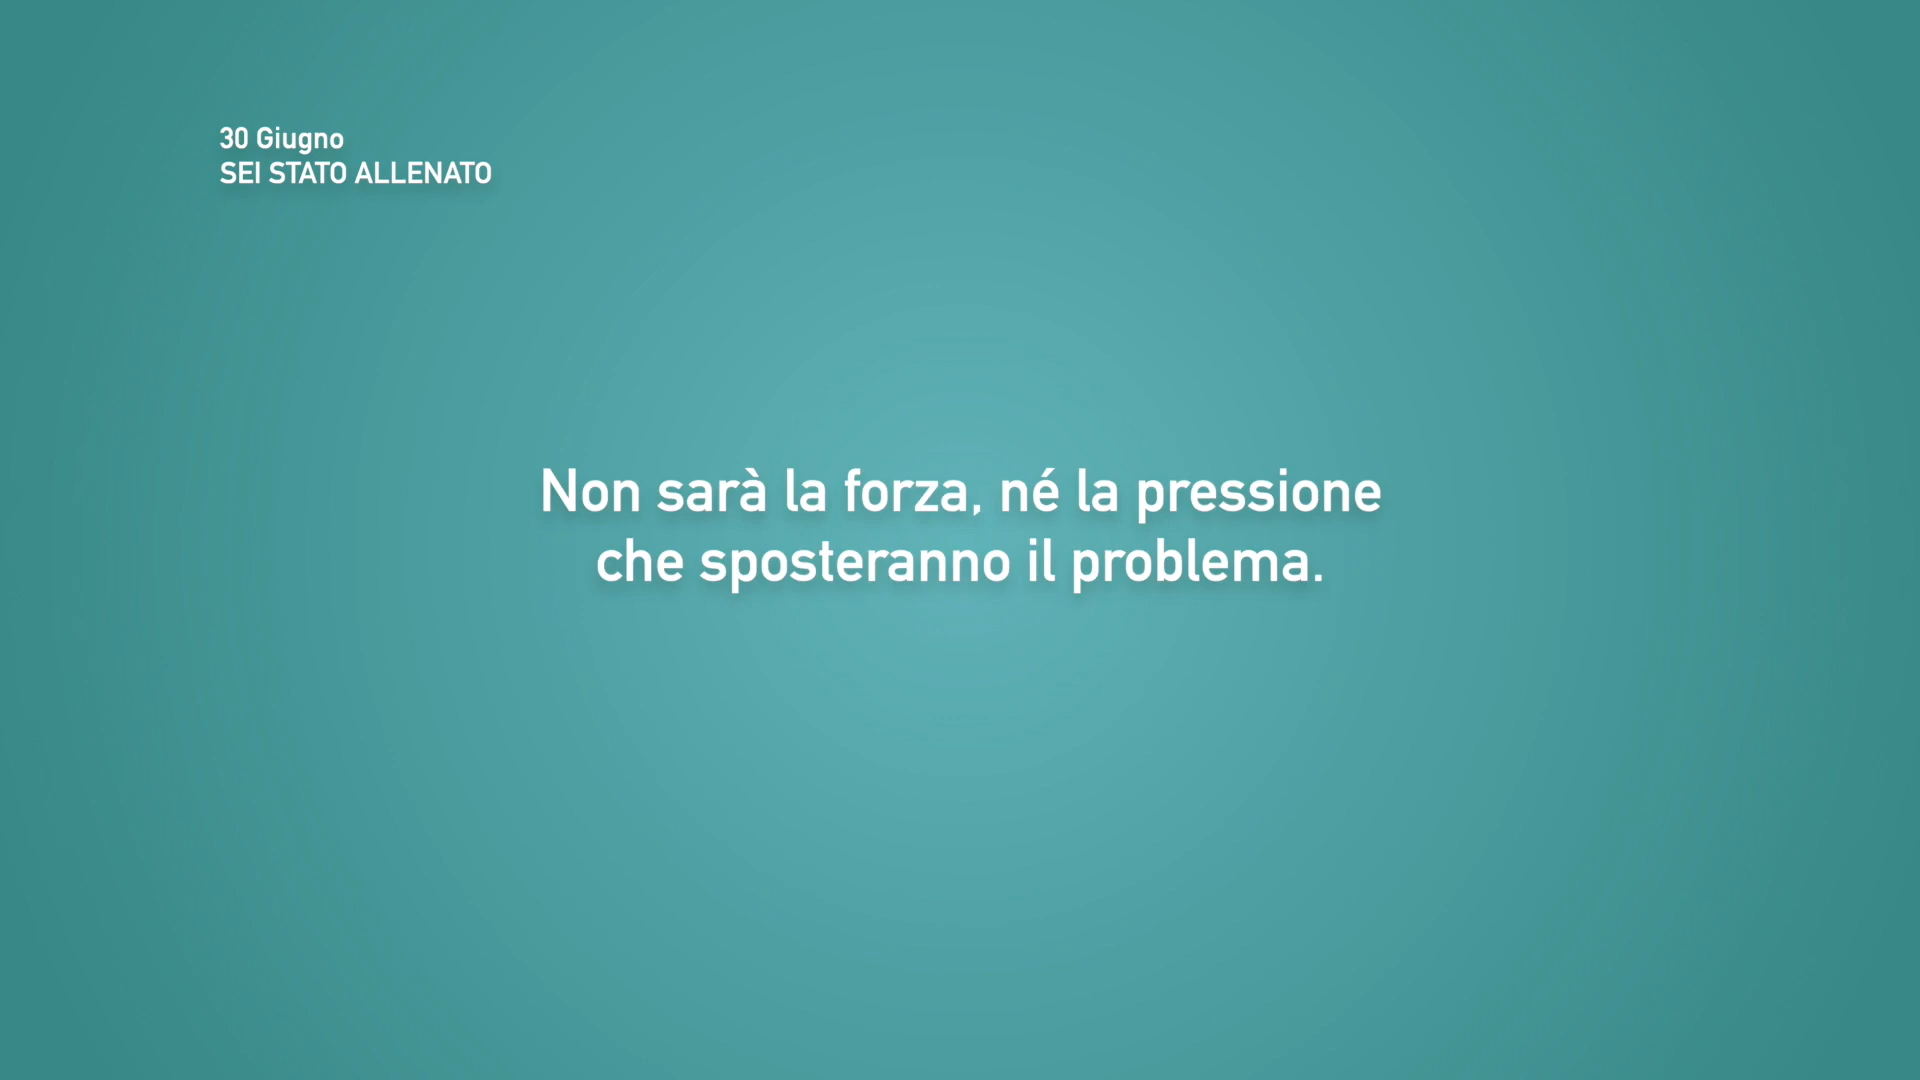 30 Giugno
SEI STATO ALLENATO
Non sarà la forza, né la pressione
che sposteranno il problema.